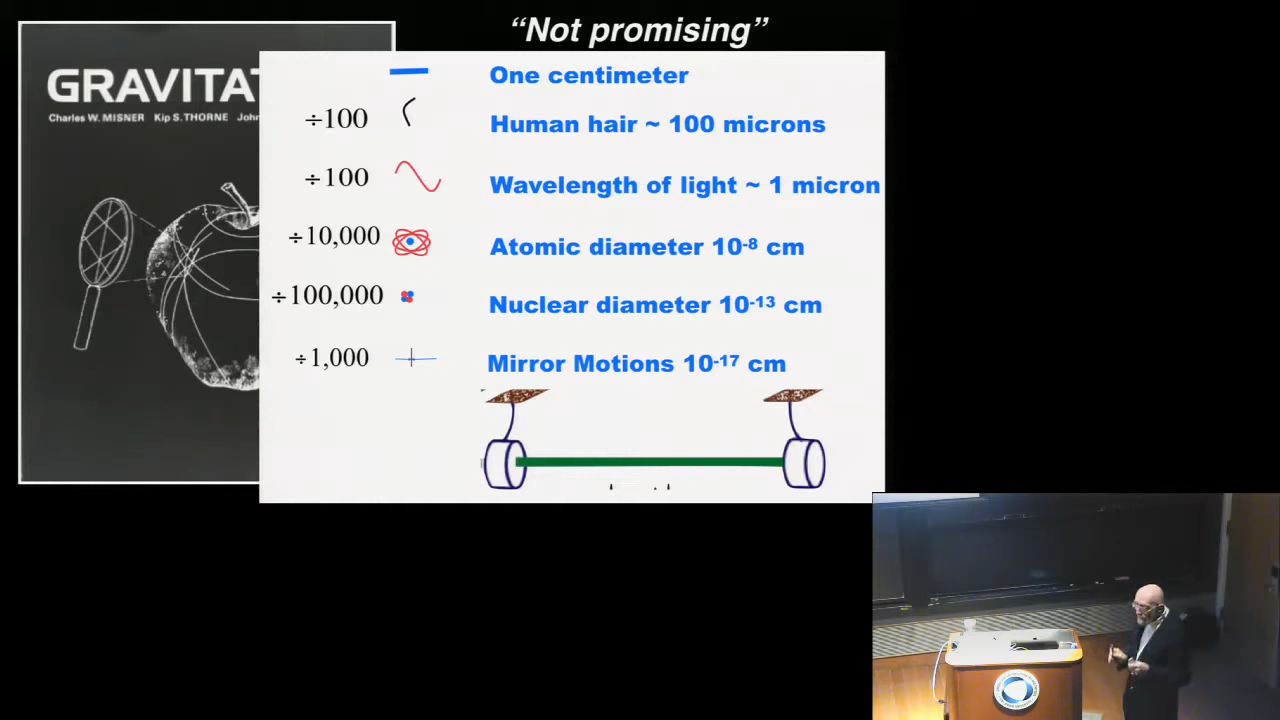 “Not promising”
GRAVITAT
Charles W. MISNER Kip S. THORNE Joh
One centimeter
÷100 Human hair ~ 100 microns
÷100 Wavelength of light ~ 1 micron
÷10,000 Atomic diameter 10⁻⁸ cm
÷100,000 Nuclear diameter 10⁻¹³ cm
÷1,000 Mirror Motions 10⁻¹⁷ cm